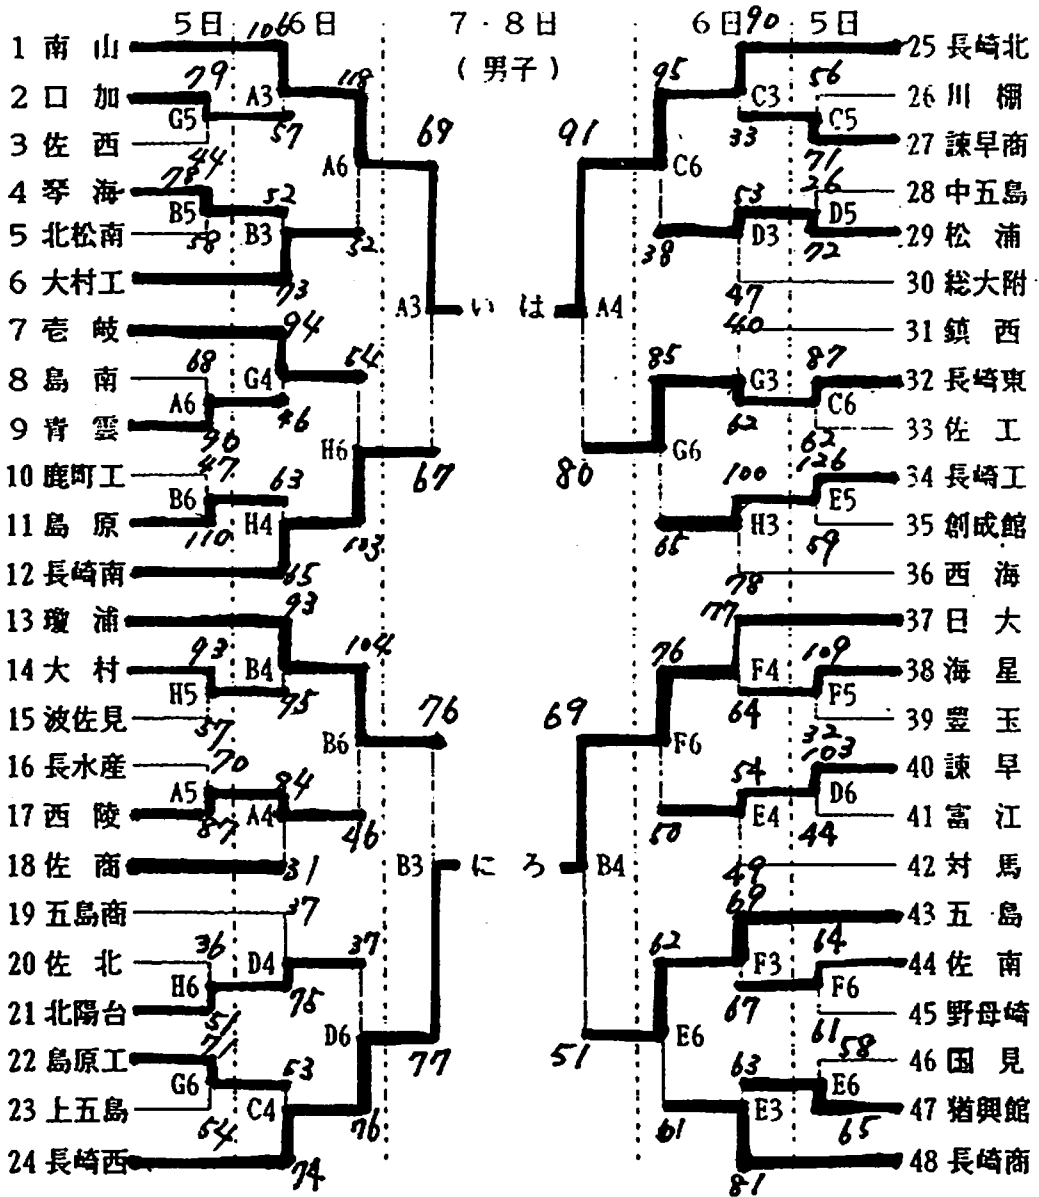 5日 6日 7・8日 6日 5日
(男子)
1 南山 106
2 口加 79
G5 A3 57
3 佐西 44
118
4 琴海 78
B5 52 B3
5 北松南 58
6 大村工 73
A6 52
69
7 壱岐 94
8 島南 68
A6 G4 46
9 青雲 90
54
10 鹿町工 47
B6 63 H4
11 島原 110
12 長崎南 65
H6 103
67
A3 い
13 瓊浦 93
14 大村 93
H5 B4 75
15 波佐見 57
104
16 長水産 70
A5 84 A4
17 西陵 87
18 佐商 31
B6 46
76
19 五島商 37
20 佐北 36
H6 D4 75
21 北陽台 51
37
22 島原工 71
G6 53 C4
23 上五島 54
24 長崎西 74
D6 76
77
B3 に
90 25 長崎北
56 26 川棚
33 C3 C5
71 27 諫早商
95
26 28 中五島
53 D3 D5
72 29 松浦
47 30 総大附
38 C6
91
40 31 鎮西
87 32 長崎東
62 G3 C6
62 33 佐工
85
126 34 長崎工
100 H3 E5
59 35 創成館
78 36 西海
65 G6
80
は A4
77 37 日大
109 38 海星
64 F4 F5
32 39 豊玉
76
103 40 諫早
54 E4 D6
44 41 富江
49 42 対馬
50 F6
69
69 43 五島
64 44 佐南
67 F3 F6
61 45 野母崎
62
58 46 国見
63 E3 E6
65 47 猶興館
81 48 長崎商
61 E6
51
ろ B4